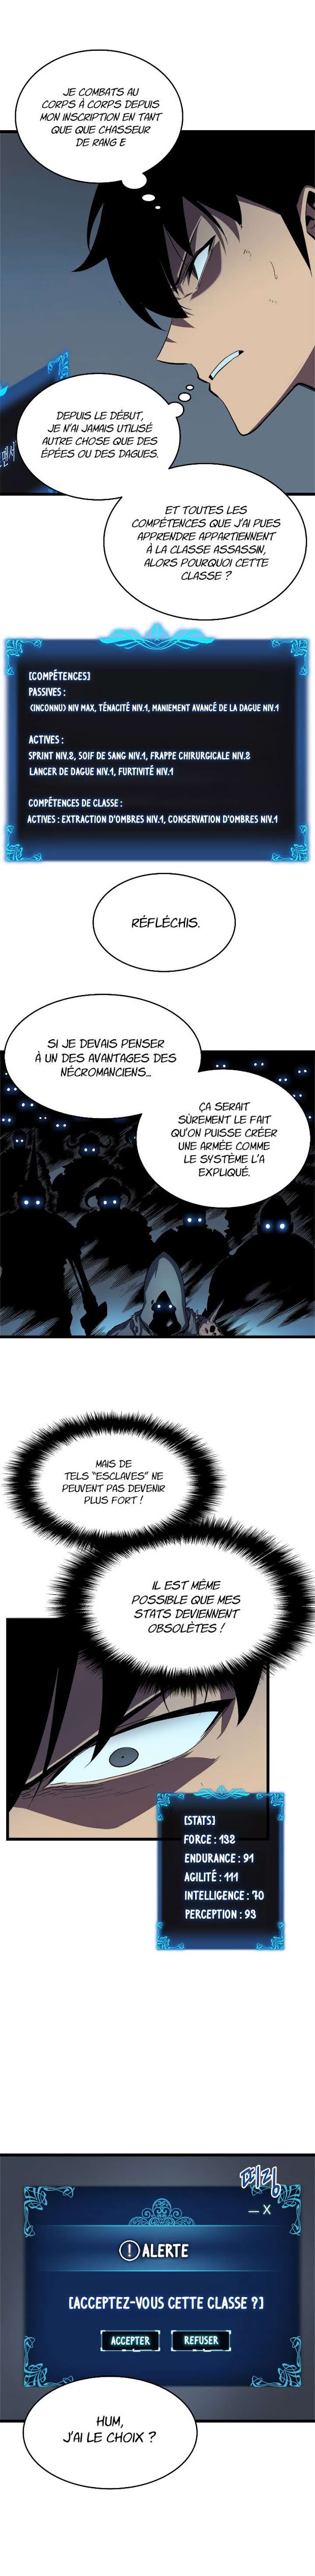 JE COMBATS AU
CORPS À CORPS DEPUIS
MON INSCRIPTION EN TANT
QUE QUE CHASSEUR
DE RANG E
DEPUIS LE DÉBUT,
JE N'AI JAMAIS UTILISÉ
AUTRE CHOSE QUE DES
ÉPÉES OU DES DAGUES.
ET TOUTES LES
COMPÉTENCES QUE J'AI PUES
APPRENDRE APPARTIENNENT
À LA CLASSE ASSASSIN,
ALORS POURQUOI CETTE
CLASSE ?
[COMPÉTENCES]
PASSIVES :
(INCONNU) NIV MAX, TÉNACITÉ NIV.1, MANIEMENT AVANCÉ DE LA DAGUE NIV.1
ACTIVES :
SPRINT NIV.2, SOIF DE SANG NIV.1, FRAPPE CHIRURGICALE NIV.2
LANCER DE DAGUE NIV.1, FURTIVITÉ NIV.1
COMPÉTENCES DE CLASSE :
ACTIVES : EXTRACTION D'OMBRES NIV.1, CONSERVATION D'OMBRES NIV.1
RÉFLÉCHIS.
SI JE DEVAIS PENSER
À UN DES AVANTAGES DES
NÉCROMANCIENS...
ÇA SERAIT
SÛREMENT LE FAIT
QU'ON PUISSE CRÉER
UNE ARMÉE COMME
LE SYSTÈME L'A
EXPLIQUÉ.
MAIS DE
TELS "ESCLAVES" NE
PEUVENT PAS DEVENIR
PLUS FORT !
IL EST MÊME
POSSIBLE QUE MES
STATS DEVIENNENT
OBSOLÈTES !
[STATS]
FORCE : 132
ENDURANCE : 91
AGILITÉ : 111
INTELLIGENCE : 70
PERCEPTION : 93
띠링
— X
! ALERTE
[ACCEPTEZ-VOUS CETTE CLASSE ?]
ACCEPTER REFUSER
HUM,
J'AI LE CHOIX ?